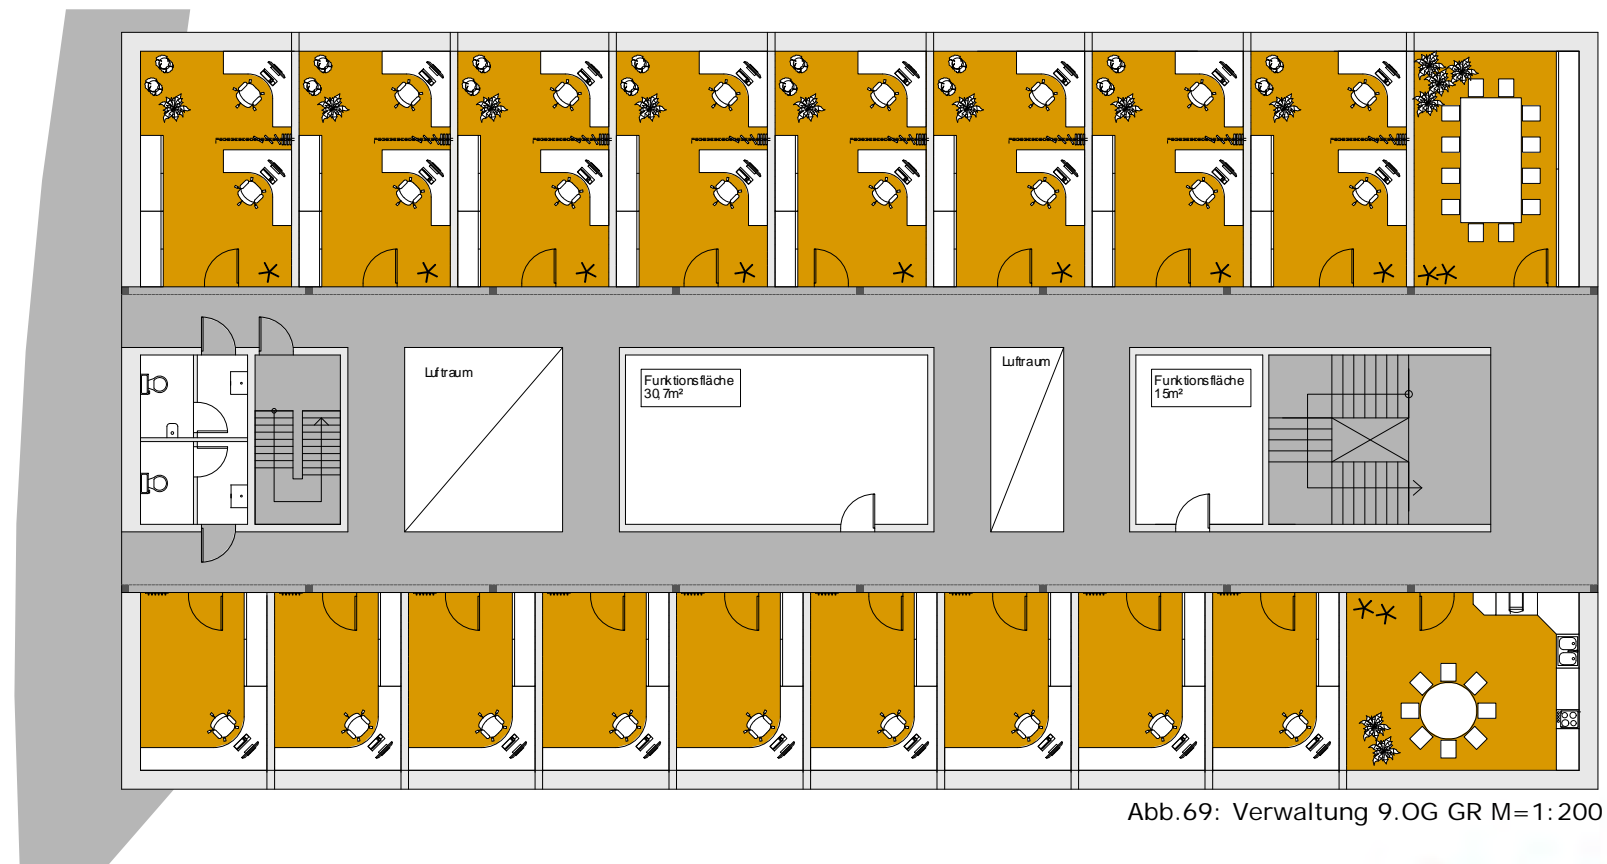 Luftraum
Luftraum
Funktionsfläche
30,7m²
Funktionsfläche
15m²
Abb.69: Verwaltung 9.OG GR M=1:200